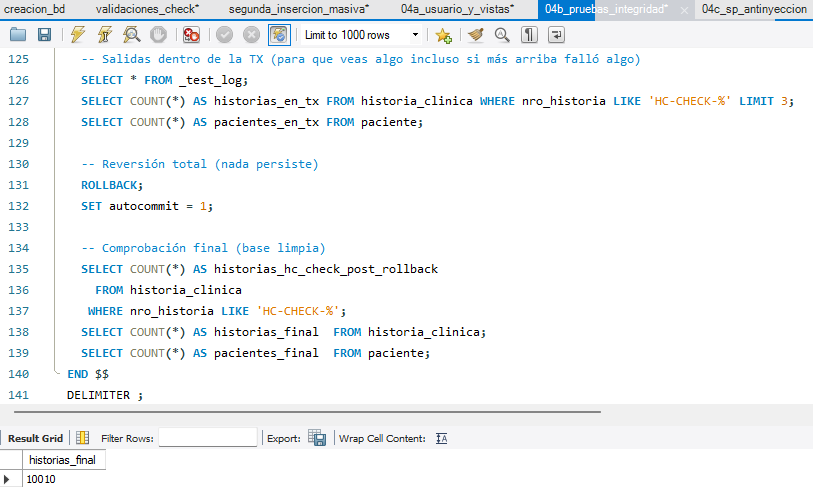 creacion_bd validaciones_check* segunda_insercion_masiva* 04a_usuario_y_vistas* 04b_pruebas_integridad* 04c_sp_antinyeccion
Limit to 1000 rows
125 -- Salidas dentro de la TX (para que veas algo incluso si más arriba falló algo)
126 SELECT * FROM _test_log;
127 SELECT COUNT(*) AS historias_en_tx FROM historia_clinica WHERE nro_historia LIKE 'HC-CHECK-%' LIMIT 3;
128 SELECT COUNT(*) AS pacientes_en_tx FROM paciente;
129
130 -- Reversión total (nada persiste)
131 ROLLBACK;
132 SET autocommit = 1;
133
134 -- Comprobación final (base limpia)
135 SELECT COUNT(*) AS historias_hc_check_post_rollback
136 FROM historia_clinica
137 WHERE nro_historia LIKE 'HC-CHECK-%';
138 SELECT COUNT(*) AS historias_final FROM historia_clinica;
139 SELECT COUNT(*) AS pacientes_final FROM paciente;
140 END $$
141 DELIMITER ;
Result Grid Filter Rows: Export: Wrap Cell Content:
historias_final
10010